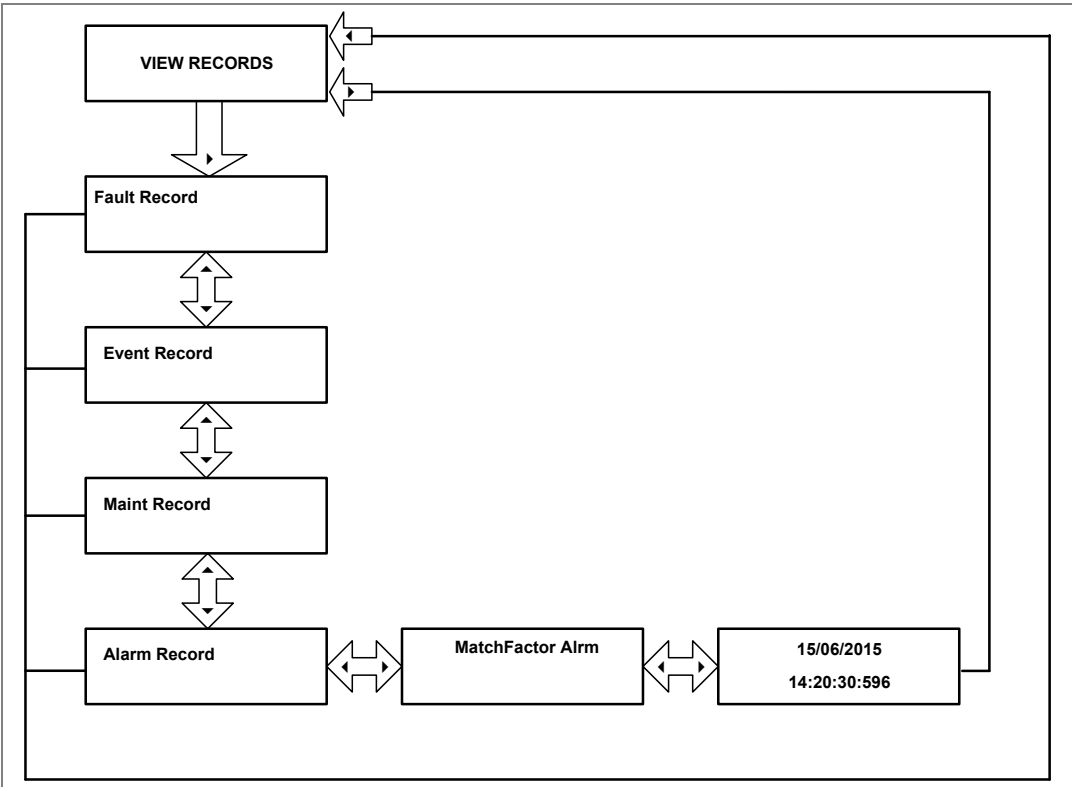 VIEW RECORDS
Fault Record
Event Record
Maint Record
Alarm Record
MatchFactor Alrm
15/06/2015
14:20:30:596